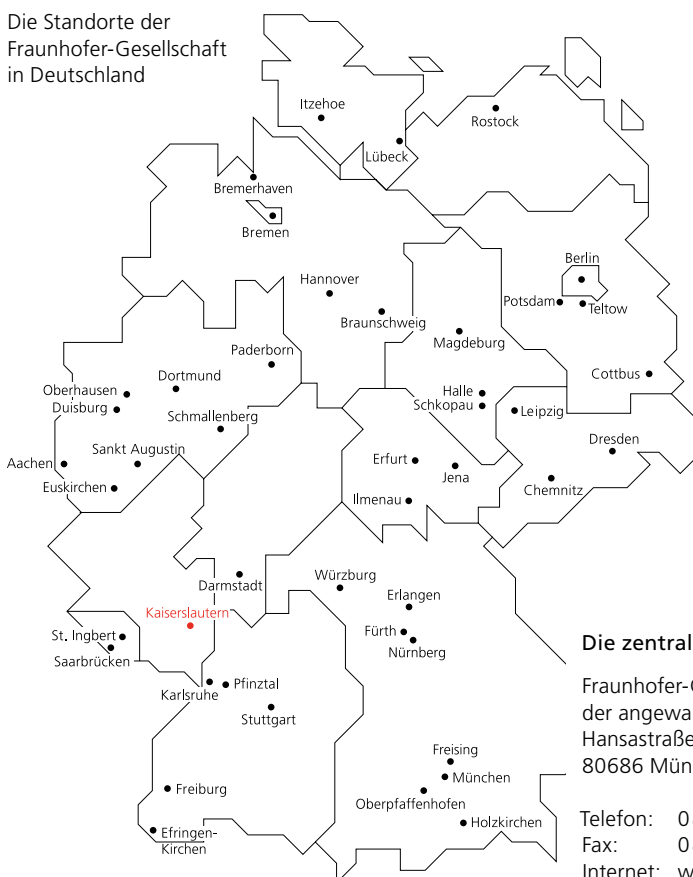 Die Standorte der
Fraunhofer-Gesellschaft
in Deutschland
Itzehoe
Rostock
Lübeck
Bremerhaven
Bremen
Berlin
Hannover
Potsdam
Teltow
Braunschweig
Magdeburg
Paderborn
Cottbus
Dortmund
Oberhausen
Halle
Duisburg
Schkopau
Leipzig
Schmallenberg
Dresden
Sankt Augustin
Aachen
Erfurt
Jena
Euskirchen
Chemnitz
Ilmenau
Darmstadt
Würzburg
Erlangen
Kaiserslautern
Fürth
St. Ingbert
Nürnberg
Saarbrücken
Karlsruhe
Pfinztal
Stuttgart
Freising
München
Freiburg
Oberpfaffenhofen
Holzkirchen
Efringen-
Kirchen
Die zentral
Fraunhofer-
der angewa
Hansastraße
80686 Mün
Telefon: 0
Fax: 0
Internet: w